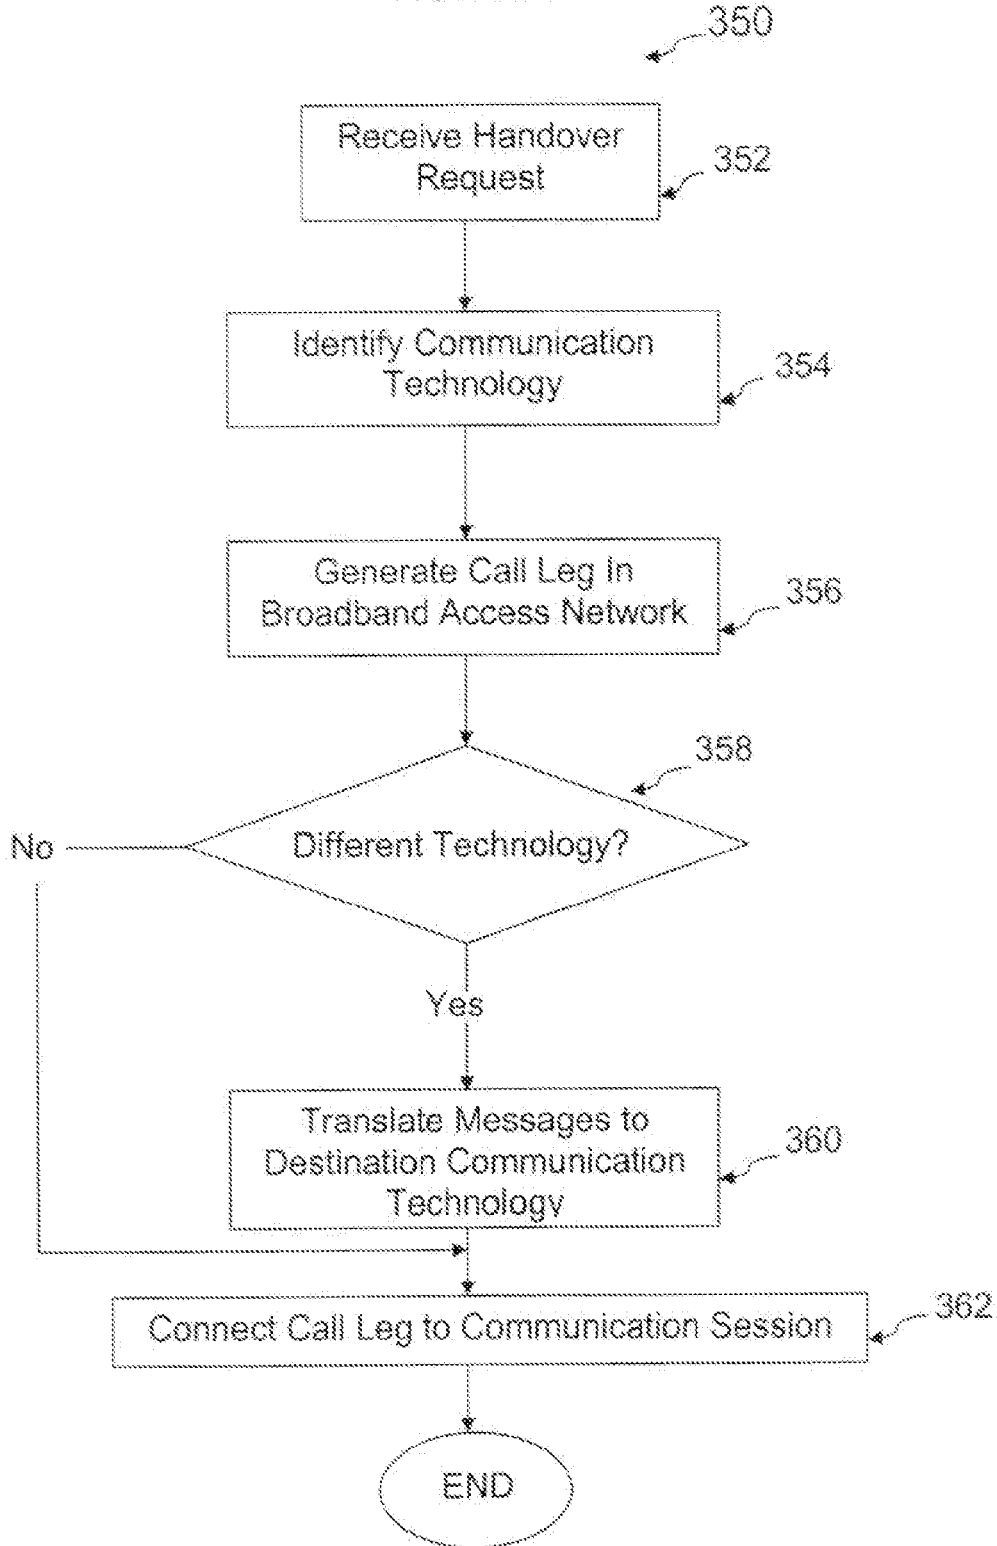 350
Receive Handover
Request
352
Identify Communication
Technology
354
Generate Call Leg In
Broadband Access Network
356
358
Different Technology?
No
Yes
Translate Messages to
Destination Communication
Technology
360
Connect Call Leg to Communication Session
362
END